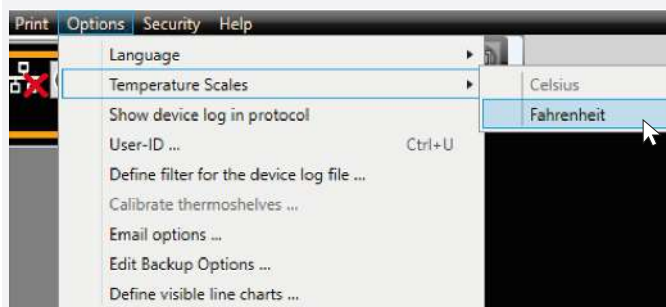 Print Options Security Help
Language
Temperature Scales
Celsius
Show device log in protocol
Fahrenheit
User-ID ... Ctrl+U
Define filter for the device log file ...
Calibrate thermoshelves ...
Email options ...
Edit Backup Options ...
Define visible line charts ...